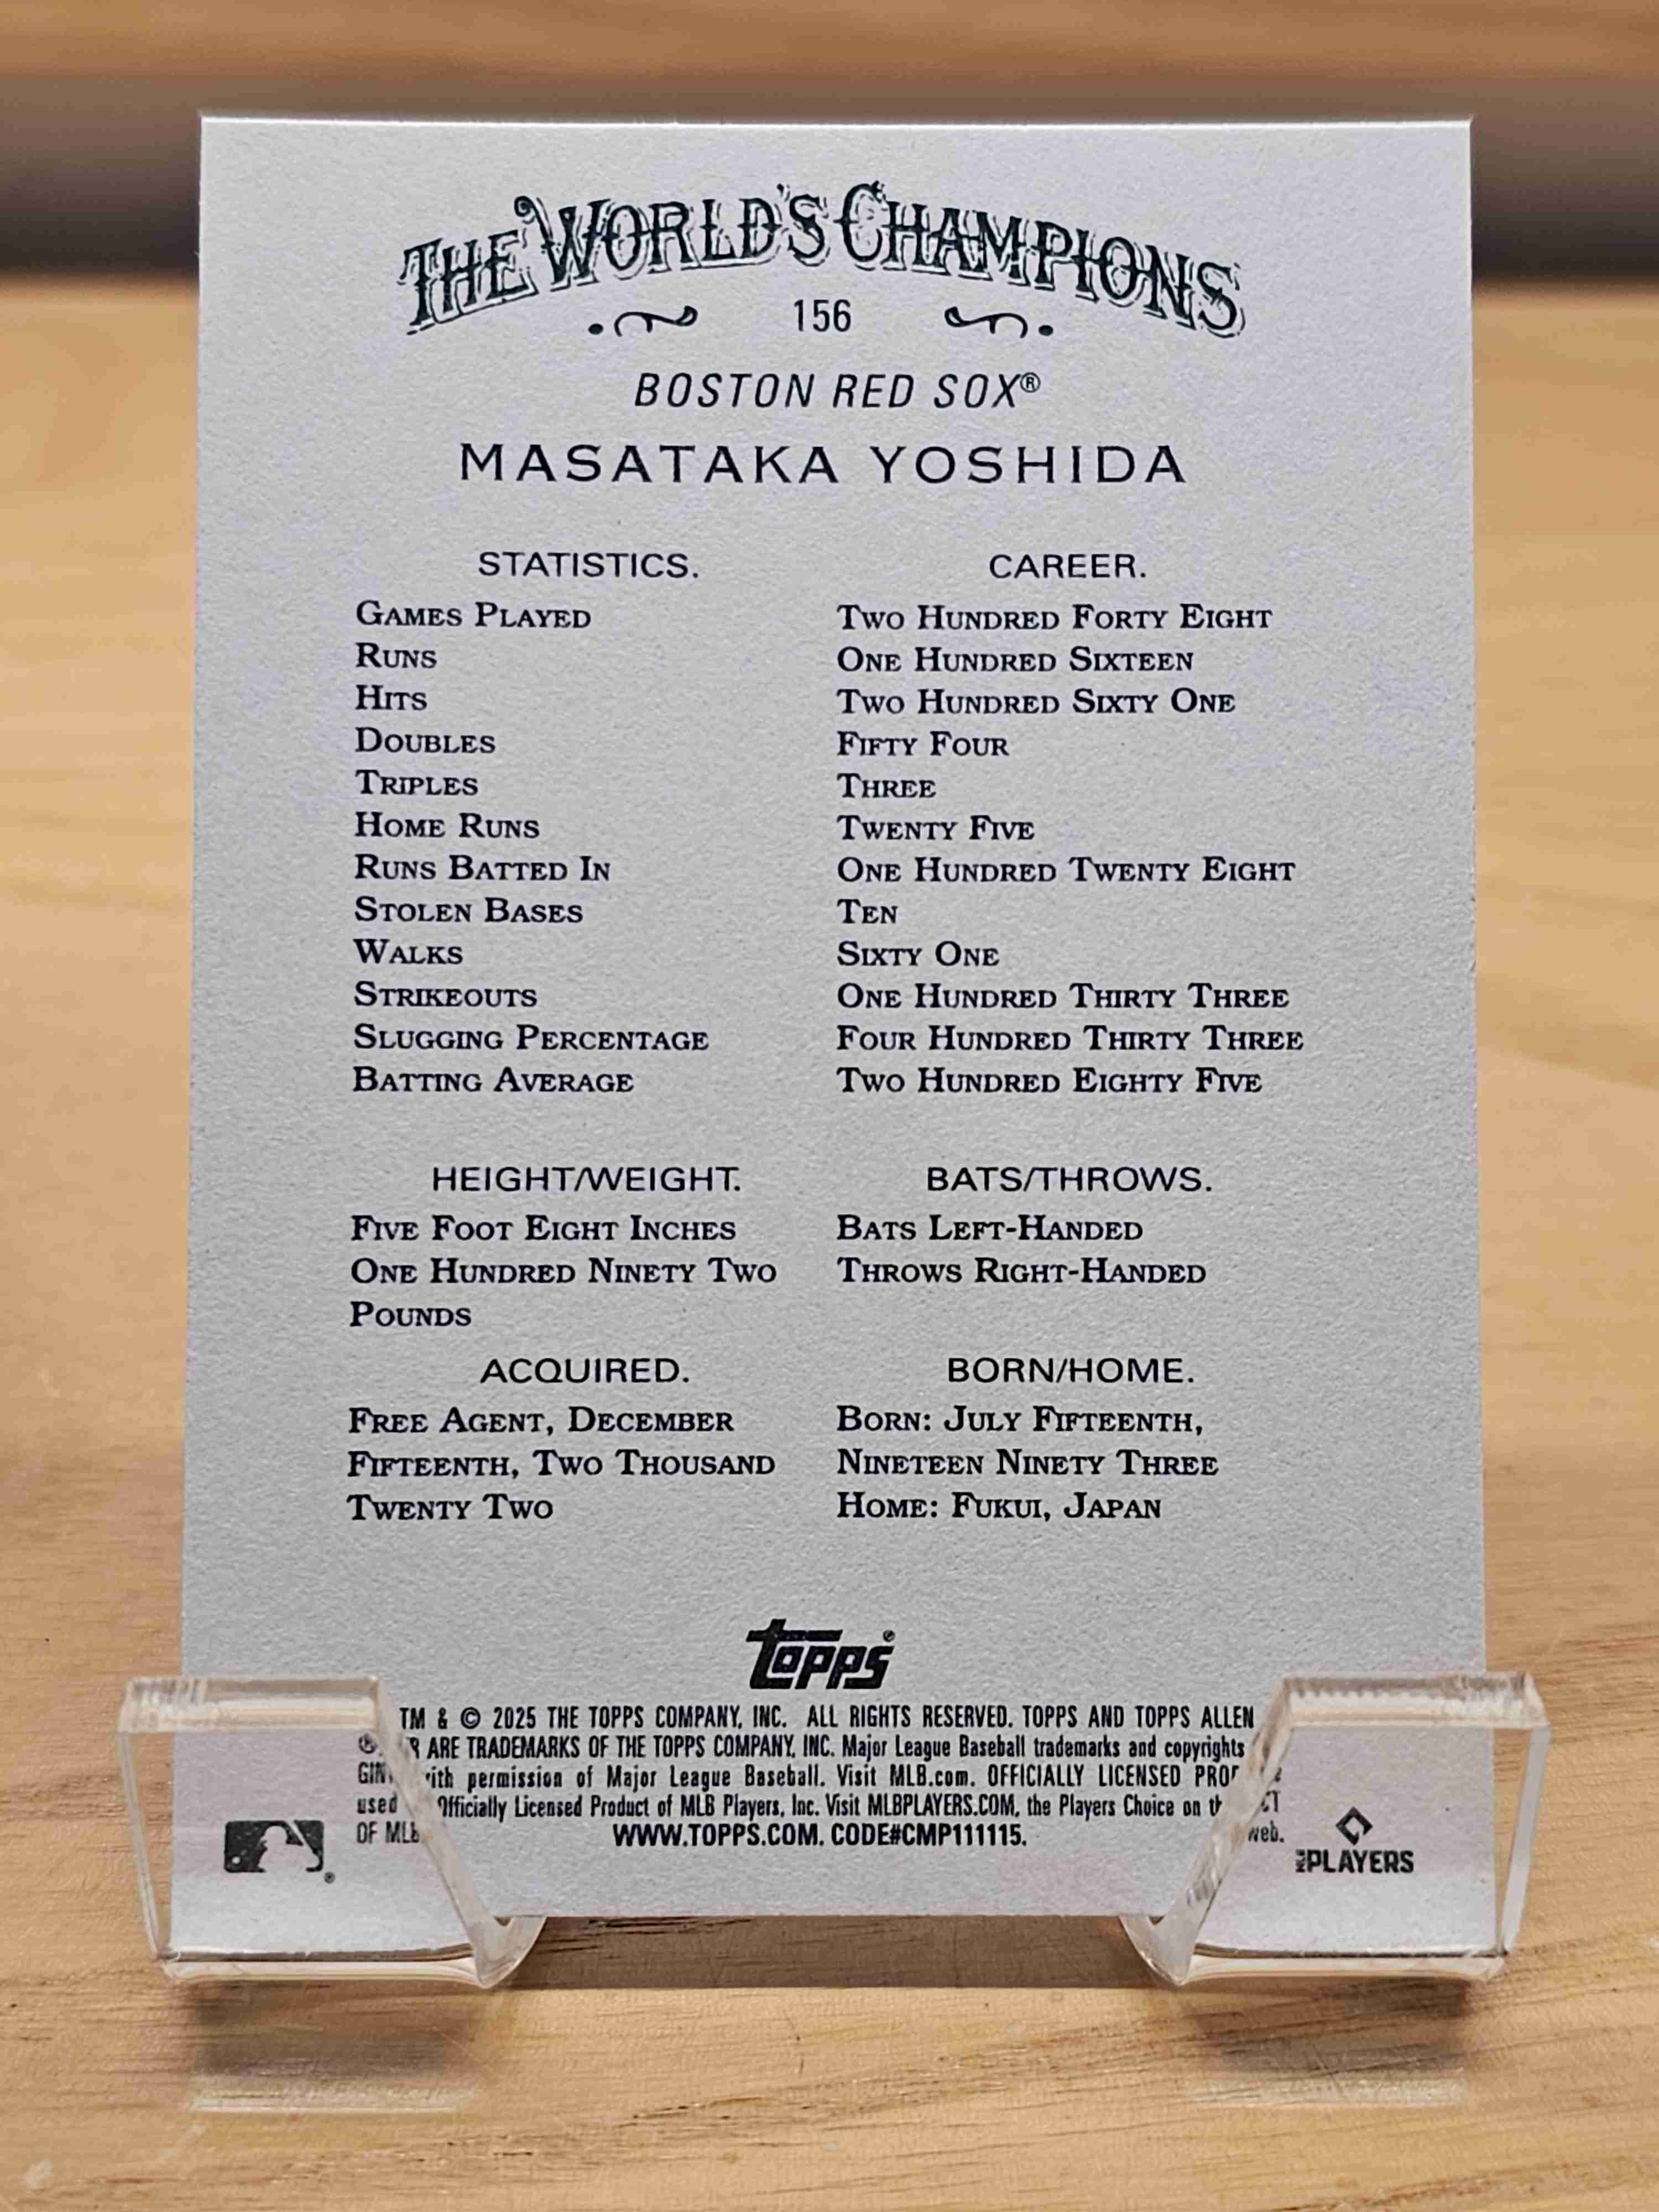 THE WORLD'S CHAMPIONS
156
BOSTON RED SOX®
MASATAKA YOSHIDA
STATISTICS. CAREER.
GAMES PLAYED TWO HUNDRED FORTY EIGHT
RUNS ONE HUNDRED SIXTEEN
HITS TWO HUNDRED SIXTY ONE
DOUBLES FIFTY FOUR
TRIPLES THREE
HOME RUNS TWENTY FIVE
RUNS BATTED IN ONE HUNDRED TWENTY EIGHT
STOLEN BASES TEN
WALKS SIXTY ONE
STRIKEOUTS ONE HUNDRED THIRTY THREE
SLUGGING PERCENTAGE FOUR HUNDRED THIRTY THREE
BATTING AVERAGE TWO HUNDRED EIGHTY FIVE
HEIGHT/WEIGHT. BATS/THROWS.
FIVE FOOT EIGHT INCHES BATS LEFT-HANDED
ONE HUNDRED NINETY TWO THROWS RIGHT-HANDED
POUNDS
ACQUIRED. BORN/HOME.
FREE AGENT, DECEMBER BORN: JULY FIFTEENTH,
FIFTEENTH, TWO THOUSAND NINETEEN NINETY THREE
TWENTY TWO HOME: FUKUI, JAPAN
topps®
TM & © 2025 THE TOPPS COMPANY, INC. ALL RIGHTS RESERVED. TOPPS AND TOPPS ALLEN
ARE TRADEMARKS OF THE TOPPS COMPANY, INC. Major League Baseball trademarks and copyrights
used with permission of Major League Baseball. Visit MLB.com. OFFICIALLY LICENSED
OF MLB Officially Licensed Product of MLB Players, Inc. Visit MLBPLAYERS.COM, the Players Choice on web.
WWW.TOPPS.COM. CODE#CMP111115.
MLB PLAYERS